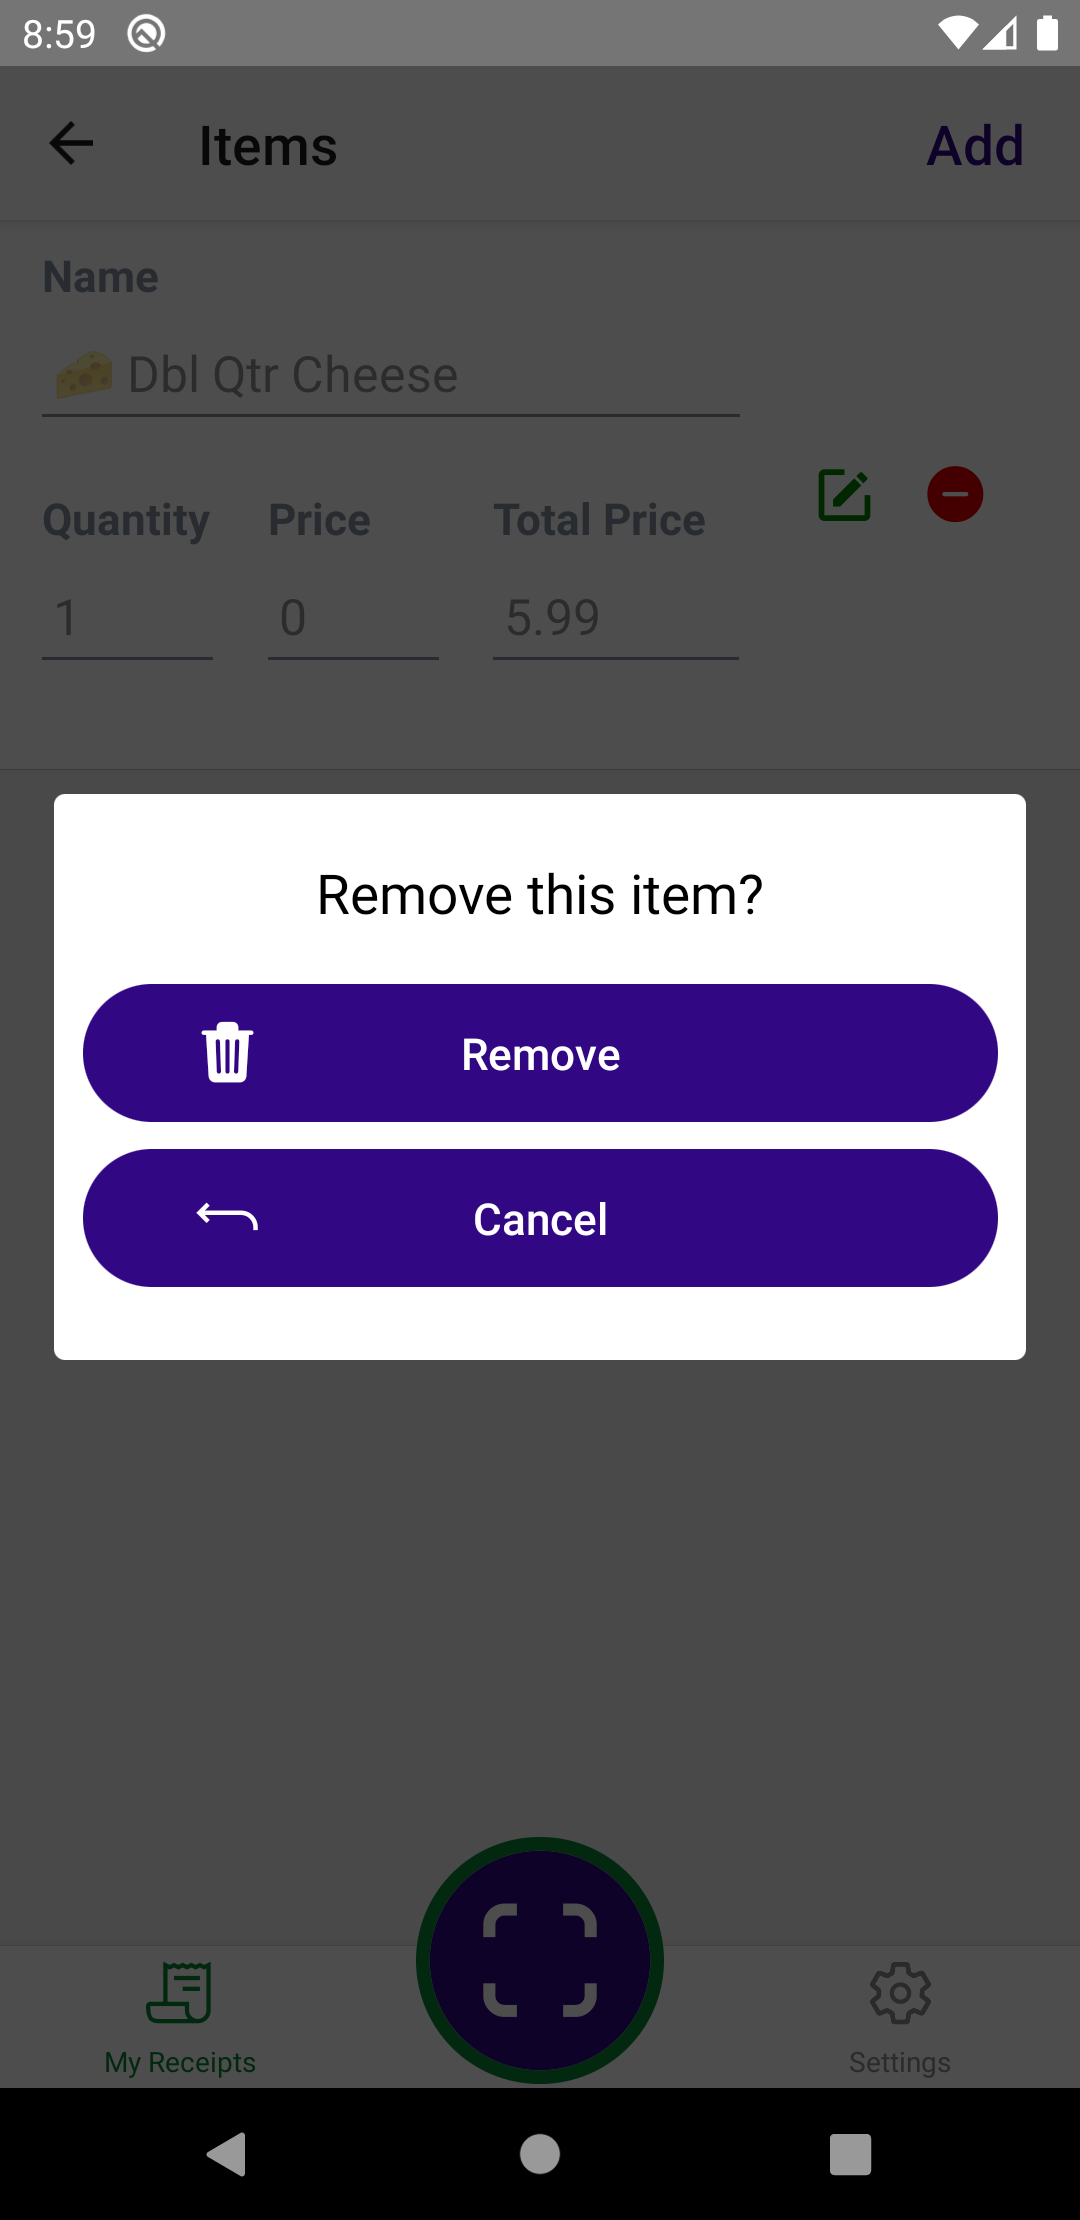 8:59
Items
Add
Name
Dbl Qtr Cheese
Quantity Price Total Price
1 0 5.99
Remove this item?
Remove
Cancel
My Receipts
Settings